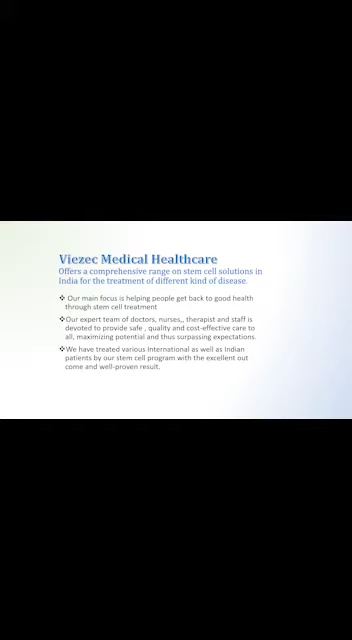 Viezec Medical Healthcare
Offers a comprehensive range on stem cell solutions in
India for the treatment of different kind of disease.
❖ Our main focus is helping people get back to good health
through stem cell treatment
❖Our expert team of doctors, nurses,, therapist and staff is
devoted to provide safe , quality and cost-effective care to
all, maximizing potential and thus surpassing expectations.
❖We have treated various International as well as Indian
patients by our stem cell program with the excellent out
come and well-proven result.